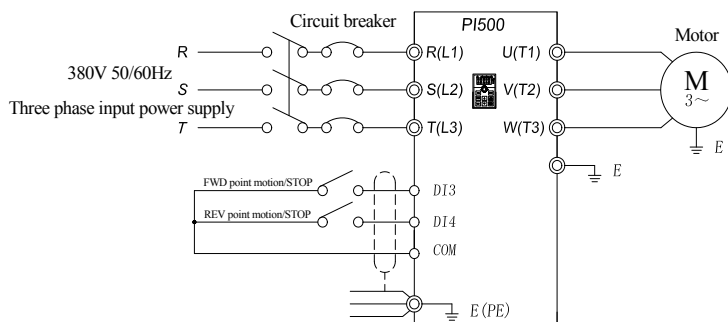 Circuit breaker
PI500
R
R(L1)
U(T1)
Motor
380V 50/60Hz
S
S(L2)
V(T2)
M
3~
Three phase input power supply
T
T(L3)
W(T3)
E
E
FWD point motion/STOP
DI3
REV point motion/STOP
DI4
COM
E(PE)